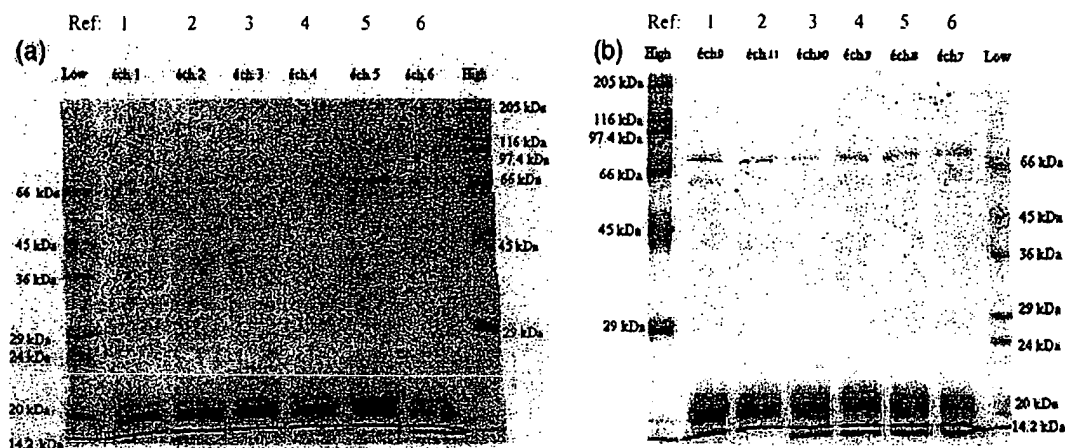 Ref: 1 2 3 4 5 6
(a)
Low éch.1 éch.2 éch.3 éch.4 éch.5 éch.6 High
205 kDa
116 kDa
97.4 kDa
66 kDa
66 kDa
45 kDa
45 kDa
36 kDa
29 kDa
29 kDa
24 kDa
20 kDa
14.2 kDa
Ref: 1 2 3 4 5 6
(b)
High éch9 éch11 éch10 éch9 éch8 éch7 Low
205 kDa
116 kDa
97.4 kDa
66 kDa
66 kDa
45 kDa
45 kDa
36 kDa
29 kDa
29 kDa
24 kDa
20 kDa
14.2 kDa